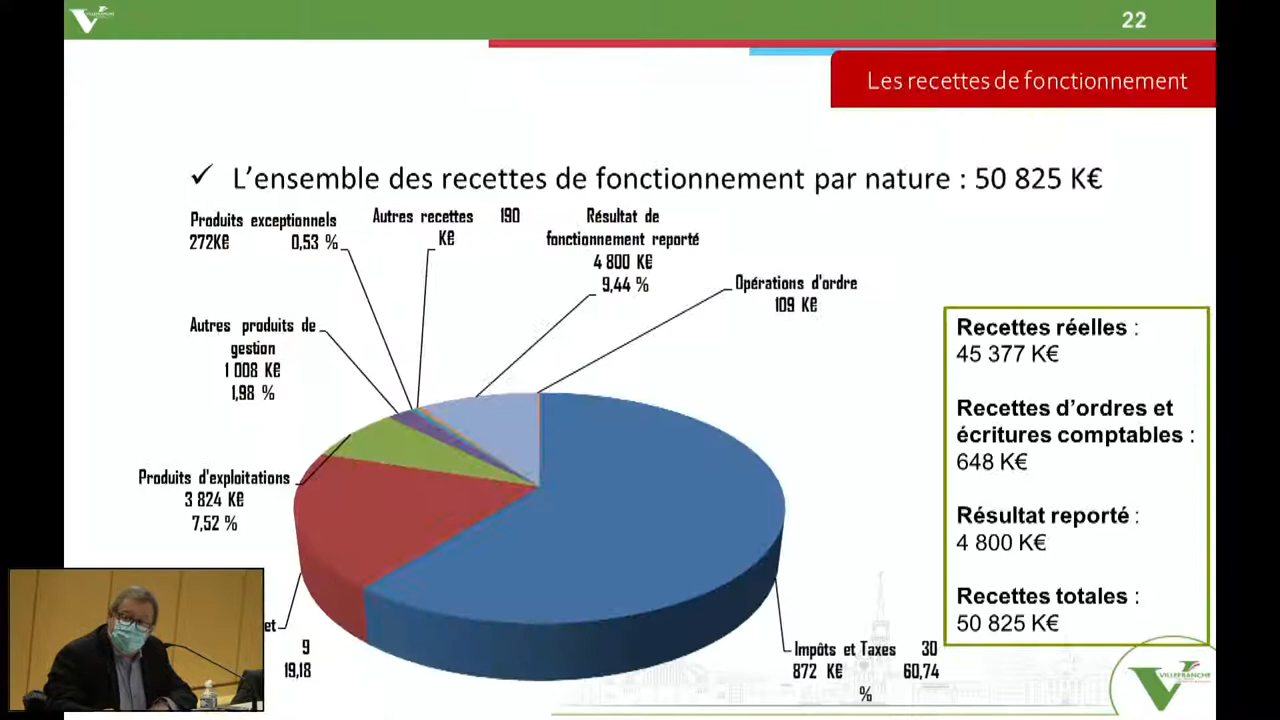 VILLEFRANCHE
22
Les recettes de fonctionnement
✓ L'ensemble des recettes de fonctionnement par nature : 50 825 K€
Produits exceptionnels
272K€ 0,53 %
Autres recettes 190
K€
Résultat de
fonctionnement reporté
4 800 K€
9,44 %
Opérations d'ordre
109 K€
Autres produits de
gestion
1 008 K€
1,98 %
Produits d'exploitations
3 824 K€
7,52 %
et
9
19,18
Impôts et Taxes 30
872 K€ 60,74
%
Recettes réelles :
45 377 K€
Recettes d'ordres et
écritures comptables :
648 K€
Résultat reporté :
4 800 K€
Recettes totales :
50 825 K€
VILLEFRANCHE